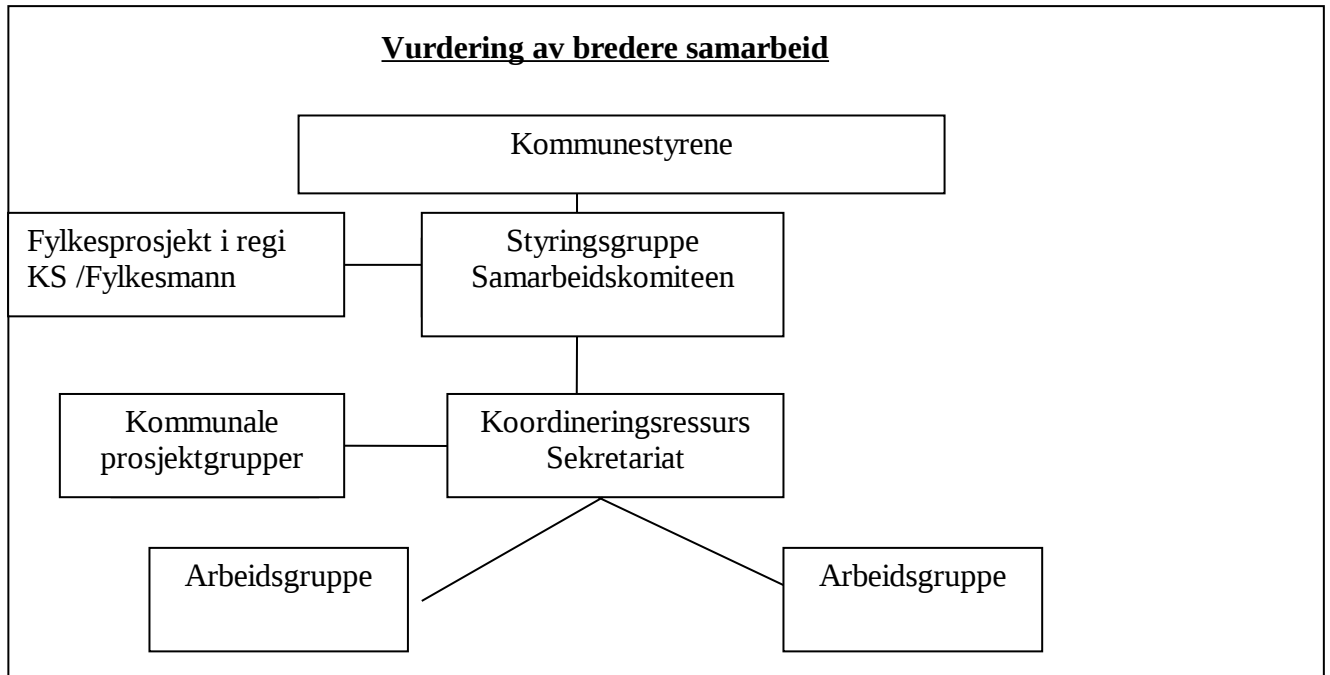 Vurdering av bredere samarbeid
Kommunestyrene
Fylkesprosjekt i regi
KS /Fylkesmann
Styringsgruppe
Samarbeidskomiteen
Kommunale
prosjektgrupper
Koordineringsressurs
Sekretariat
Arbeidsgruppe
Arbeidsgruppe